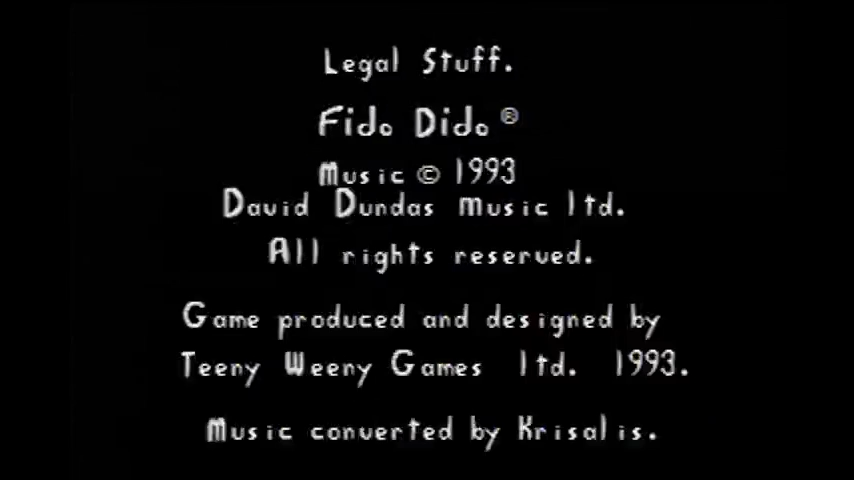 Legal Stuff.
Fido Dido ®
Music © 1993
David Dundas Music ltd.
All rights reserved.
Game produced and designed by
Teeny Weeny Games ltd. 1993.
Music converted by Krisalis.